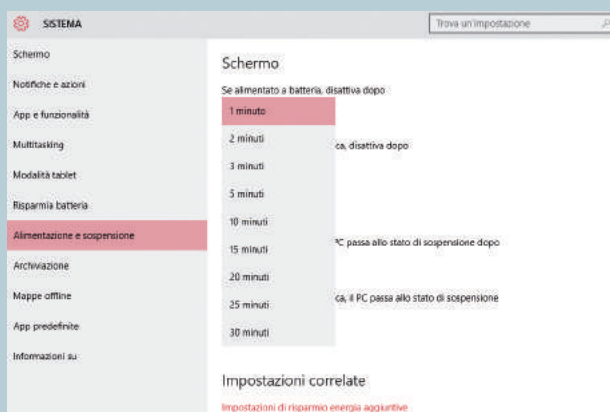 SISTEMA
Trova un'impostazione
Schermo
Notifiche e azioni
App e funzionalità
Multitasking
Modalità tablet
Risparmia batteria
Alimentazione e sospensione
Archiviazione
Mappe offline
App predefinite
Informazioni su
Schermo
Se alimentato a batteria, disattiva dopo
1 minuto
2 minuti
ca, disattiva dopo
3 minuti
5 minuti
10 minuti
15 minuti
PC passa allo stato di sospensione dopo
20 minuti
25 minuti
ca, il PC passa allo stato di sospensione
30 minuti
Impostazioni correlate
Impostazioni di risparmio energia aggiuntive